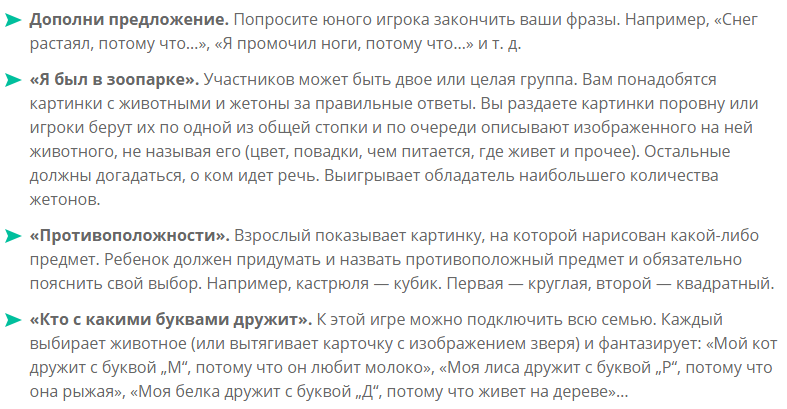 Дополни предложение. Попросите юного игрока закончить ваши фразы. Например, «Снег
растаял, потому что…», «Я промочил ноги, потому что…» и т. д.
«Я был в зоопарке». Участников может быть двое или целая группа. Вам понадобятся
картинки с животными и жетоны за правильные ответы. Вы раздаете картинки поровну или
игроки берут их по одной из общей стопки и по очереди описывают изображенного на ней
животного, не называя его (цвет, повадки, чем питается, где живет и прочее). Остальные
должны догадаться, о ком идет речь. Выигрывает обладатель наибольшего количества
жетонов.
«Противоположности». Взрослый показывает картинку, на которой нарисован какой-либо
предмет. Ребенок должен придумать и назвать противоположный предмет и обязательно
пояснить свой выбор. Например, кастрюля — кубик. Первая — круглая, второй — квадратный.
«Кто с какими буквами дружит». К этой игре можно подключить всю семью. Каждый
выбирает животное (или вытягивает карточку с изображением зверя) и фантазирует: «Мой кот
дружит с буквой „М“, потому что он любит молоко», «Моя лиса дружит с буквой „Р“, потому что
она рыжая», «Моя белка дружит с буквой „Д“, потому что живет на дереве»…